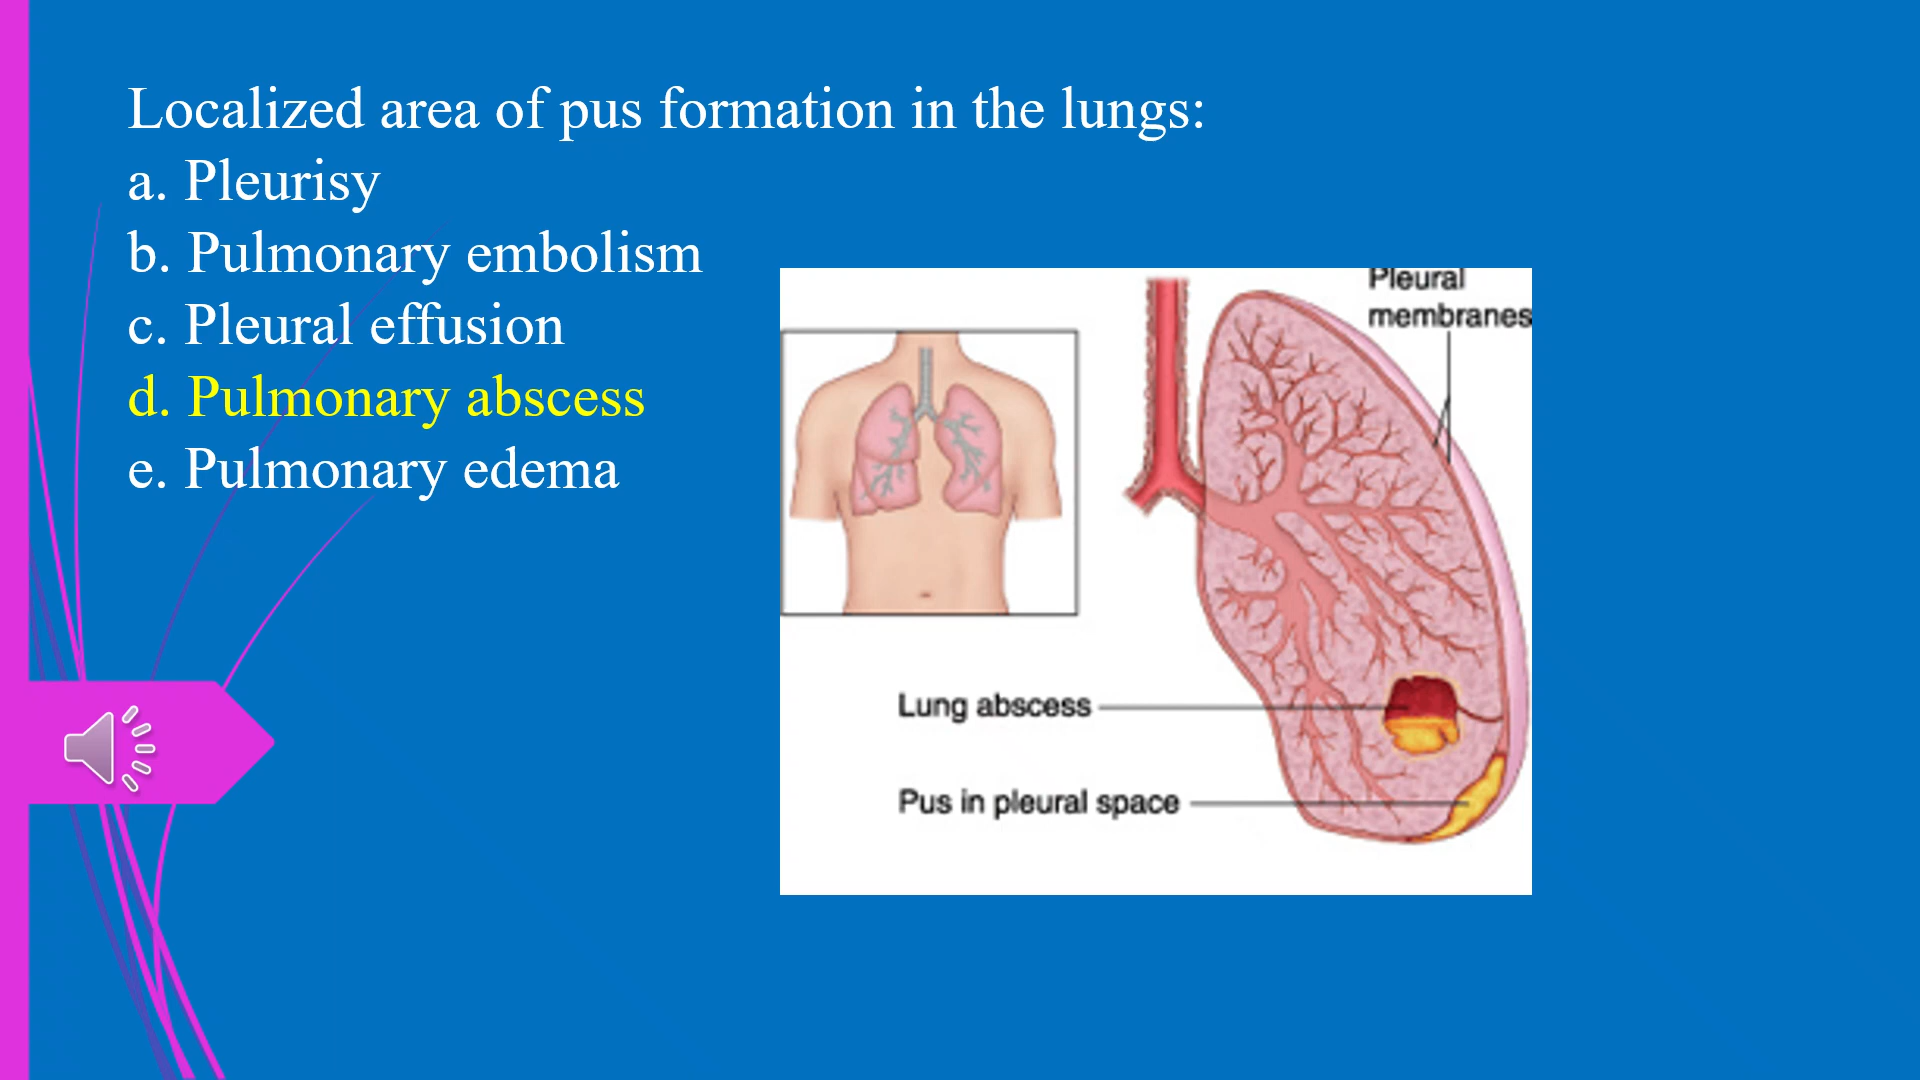 Localized area of pus formation in the lungs:
a. Pleurisy
b. Pulmonary embolism
c. Pleural effusion
d. Pulmonary abscess
e. Pulmonary edema
Pleural
membranes
Lung abscess
Pus in pleural space